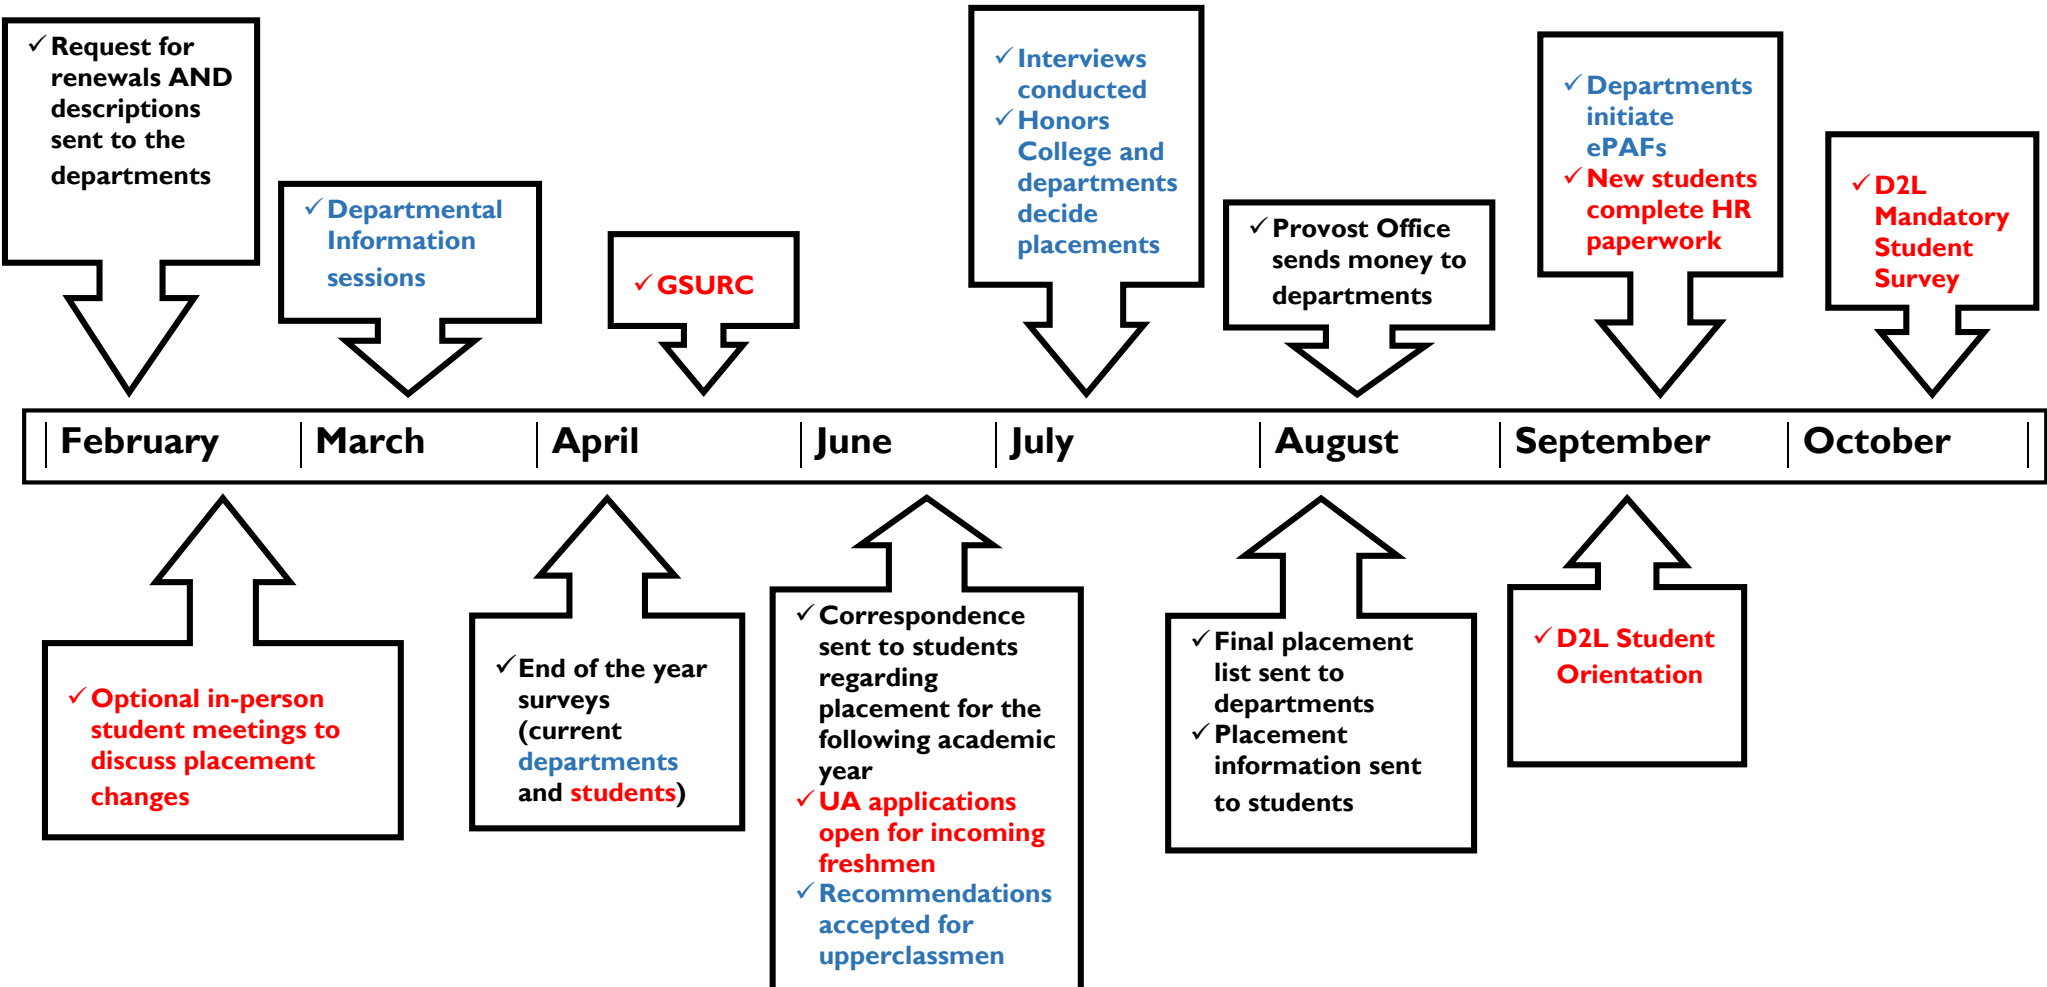 ✓ Request for
renewals AND
descriptions
sent to the
departments
✓ Departmental
Information
sessions
✓ GSURC
✓ Interviews
conducted
✓ Honors
College and
departments
decide
placements
✓ Provost Office
sends money to
departments
✓ Departments
initiate
ePAFs
✓ New students
complete HR
paperwork
✓ D2L
Mandatory
Student
Survey
February
March
April
June
July
August
September
October
✓ Optional in-person
student meetings to
discuss placement
changes
✓ End of the year
surveys
(current
departments
and students)
✓ Correspondence
sent to students
regarding
placement for the
following academic
year
✓ UA applications
open for incoming
freshmen
✓ Recommendations
accepted for
upperclassmen
✓ Final placement
list sent to
departments
✓ Placement
information sent
to students
✓ D2L Student
Orientation